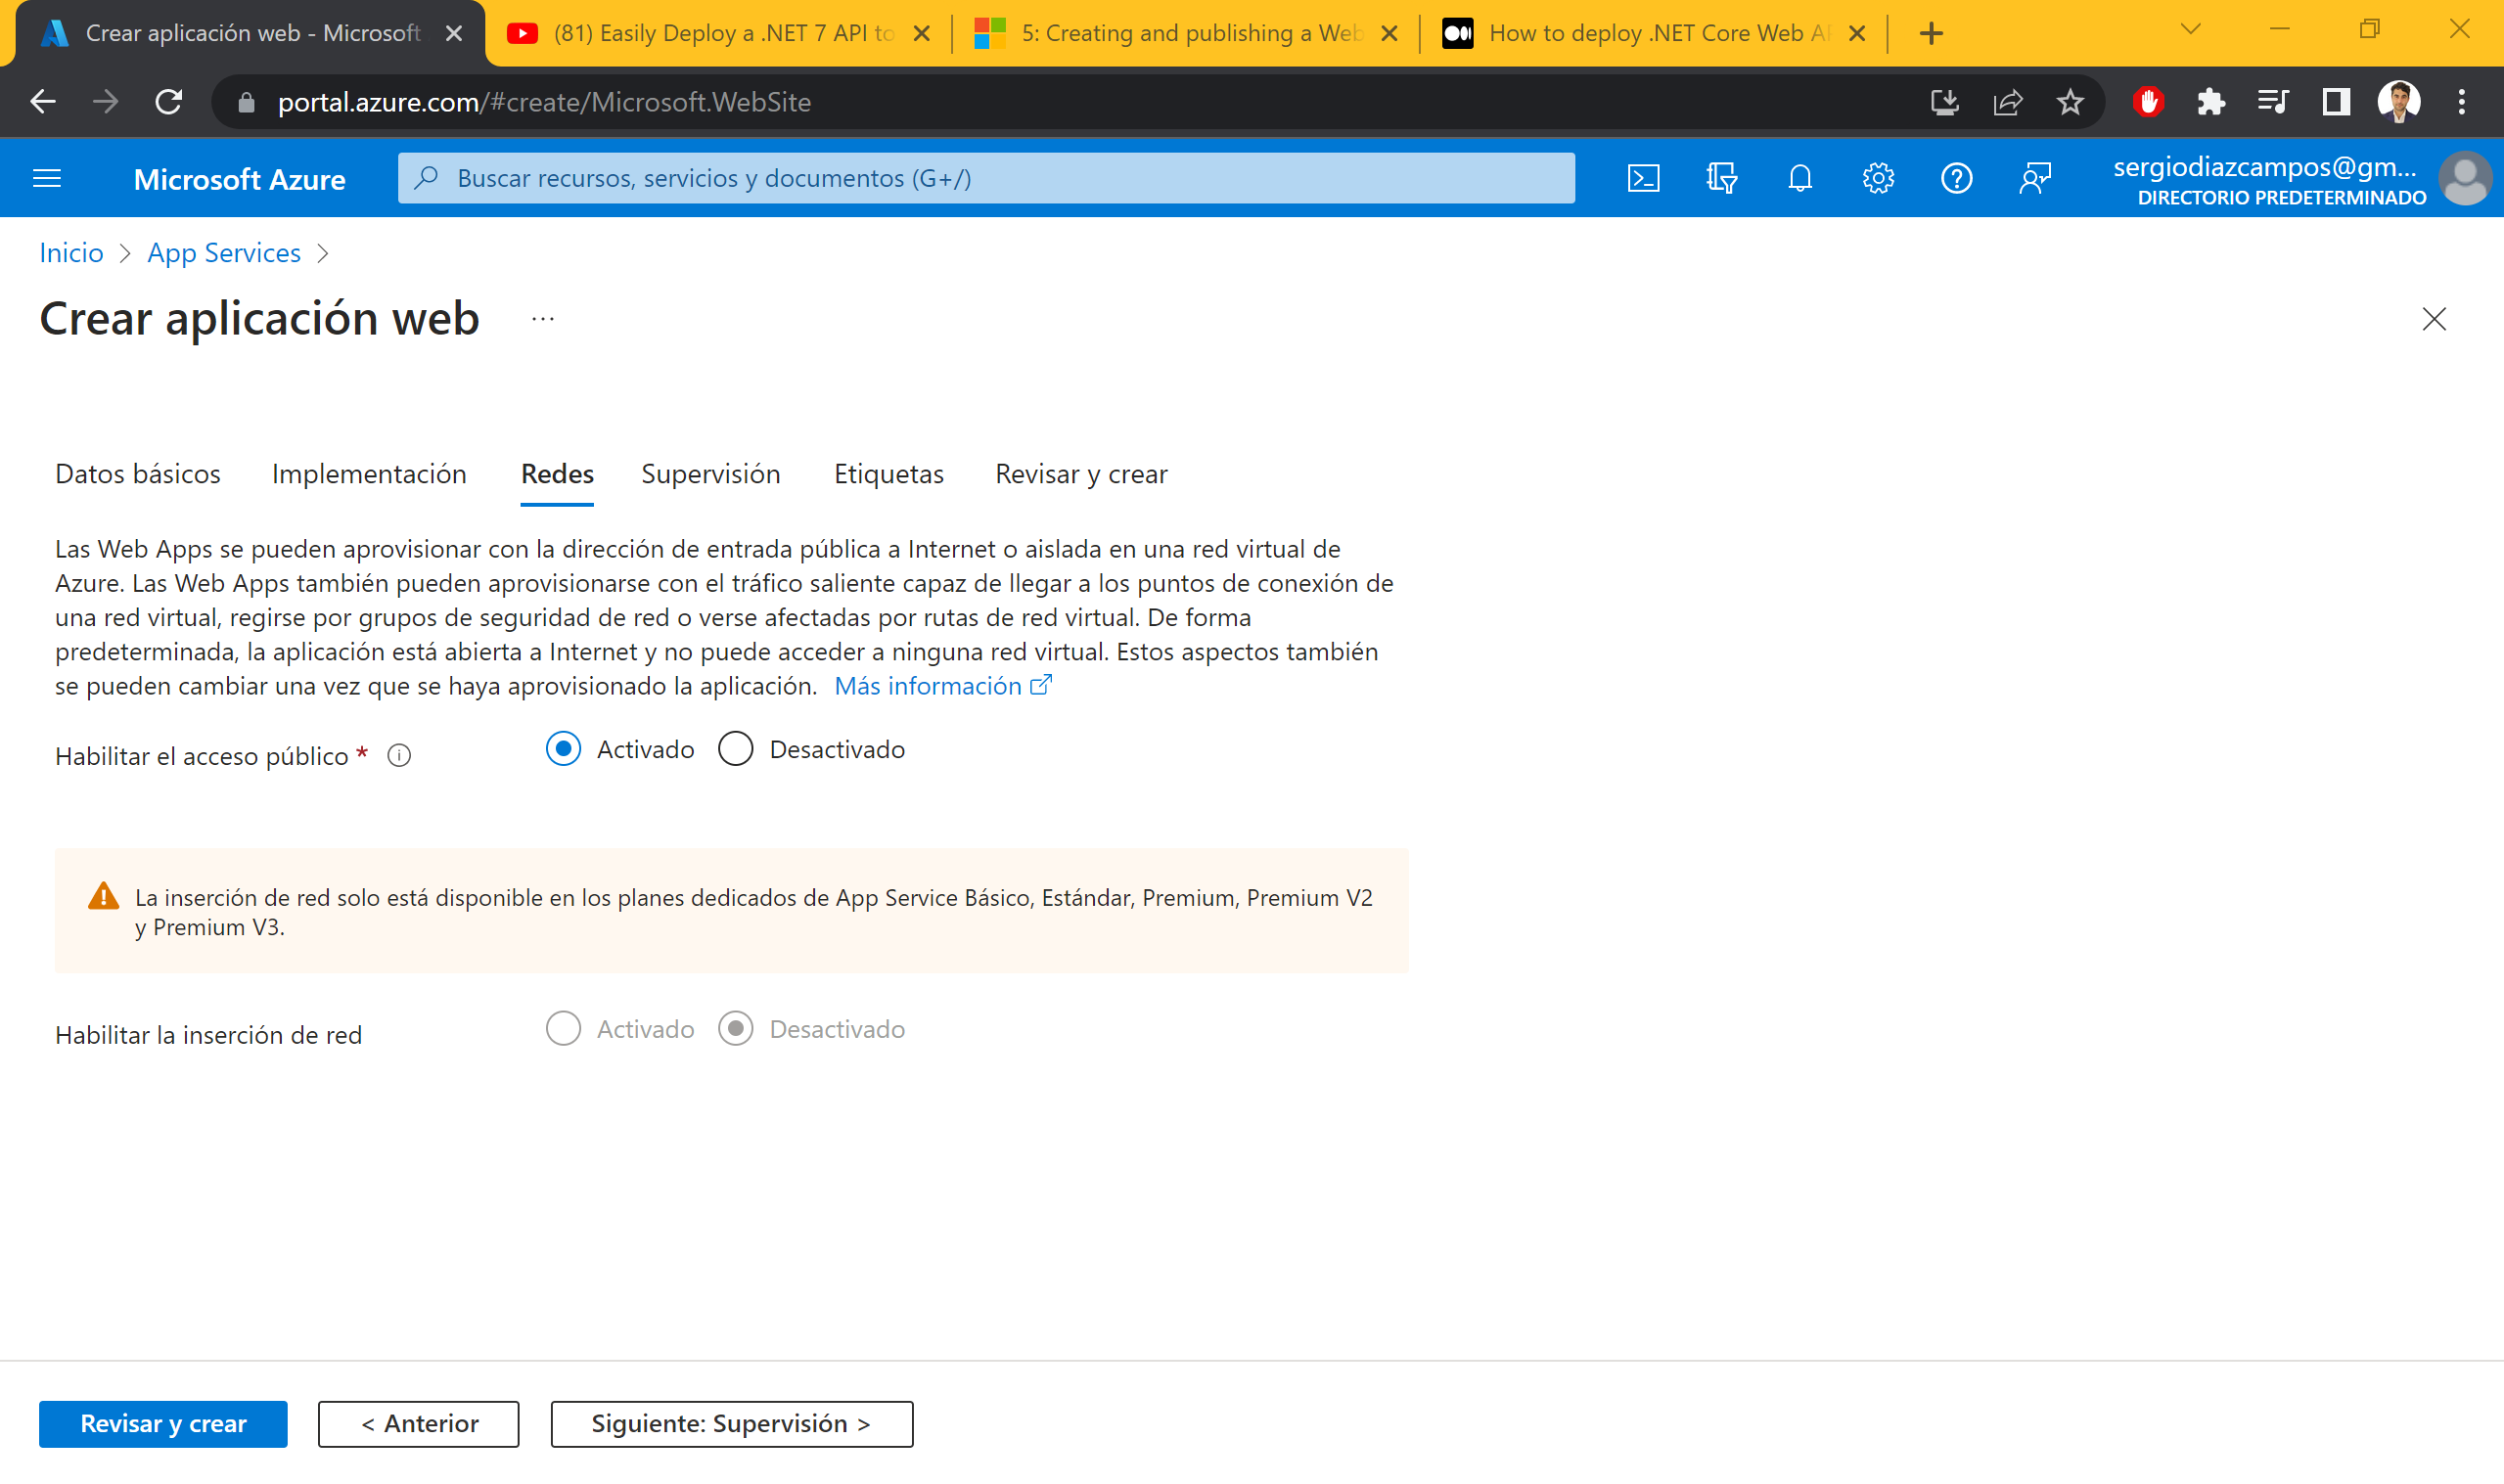 Crear aplicación web - Microsoft
(81) Easily Deploy a .NET 7 API to
5: Creating and publishing a Web
How to deploy .NET Core Web AP
portal.azure.com/#create/Microsoft.WebSite
Microsoft Azure
Buscar recursos, servicios y documentos (G+/)
sergiodiazcampos@gm...
DIRECTORIO PREDETERMINADO
Inicio > App Services >
Crear aplicación web ...
Datos básicos Implementación Redes Supervisión Etiquetas Revisar y crear
Las Web Apps se pueden aprovisionar con la dirección de entrada pública a Internet o aislada en una red virtual de
Azure. Las Web Apps también pueden aprovisionarse con el tráfico saliente capaz de llegar a los puntos de conexión de
una red virtual, regirse por grupos de seguridad de red o verse afectadas por rutas de red virtual. De forma
predeterminada, la aplicación está abierta a Internet y no puede acceder a ninguna red virtual. Estos aspectos también
se pueden cambiar una vez que se haya aprovisionado la aplicación. Más información
Habilitar el acceso público * Activado Desactivado
La inserción de red solo está disponible en los planes dedicados de App Service Básico, Estándar, Premium, Premium V2
y Premium V3.
Habilitar la inserción de red Activado Desactivado
Revisar y crear < Anterior Siguiente: Supervisión >